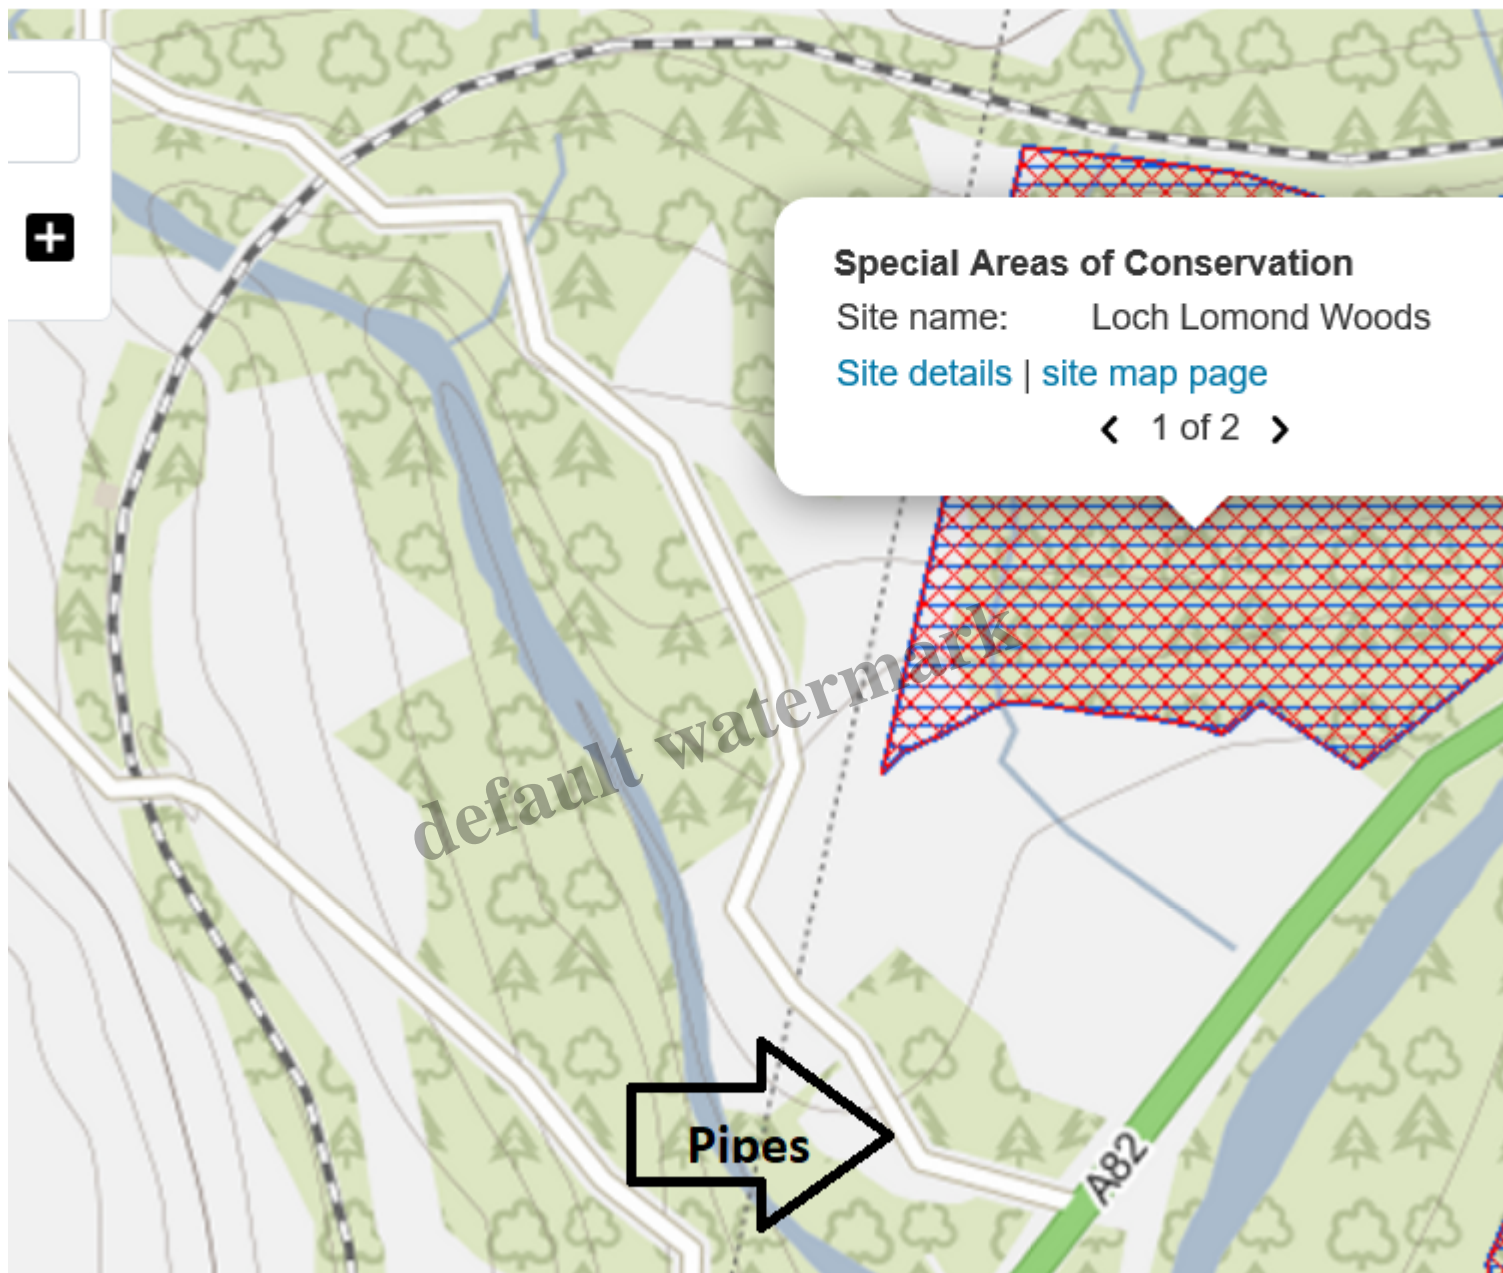 Special Areas of Conservation
Site name: Loch Lomond Woods
Site details | site map page
1 of 2
default watermark
Pipes
A82